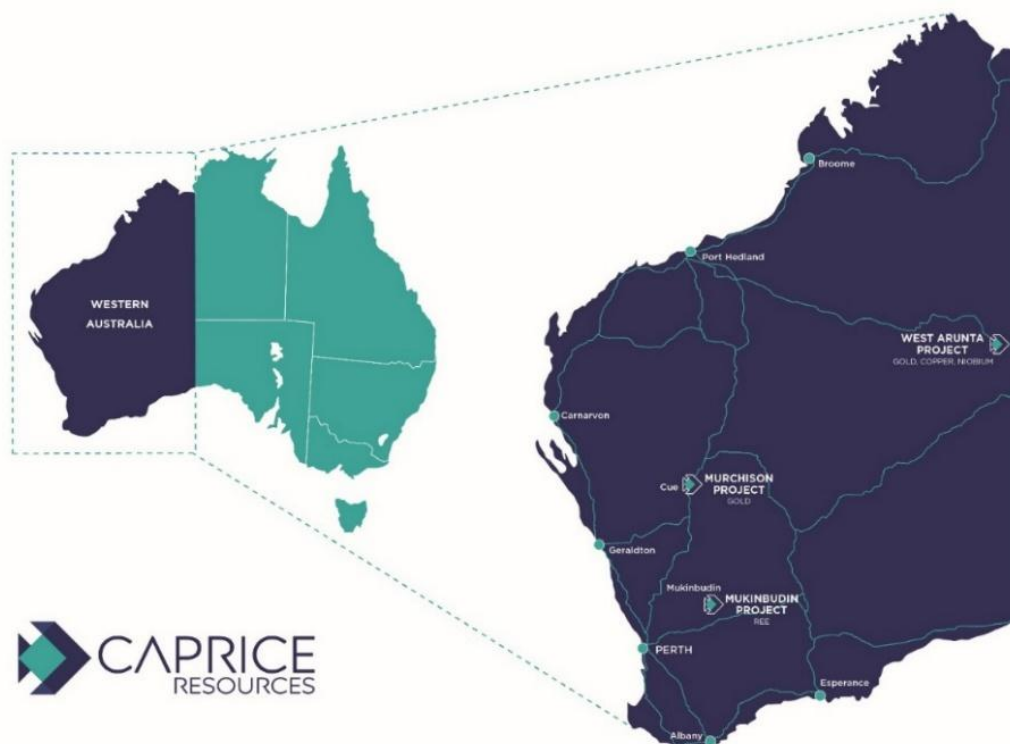 WESTERN
AUSTRALIA
Broome
Port Hedland
WEST ARUNTA
PROJECT
GOLD, COPPER, NIOBIUM
Carnarvon
Cue
MURCHISON
PROJECT
GOLD
Geraldton
Mukinbudin
MUKINBUDIN
PROJECT
REE
PERTH
Esperance
Albany
CAPRICE
RESOURCES